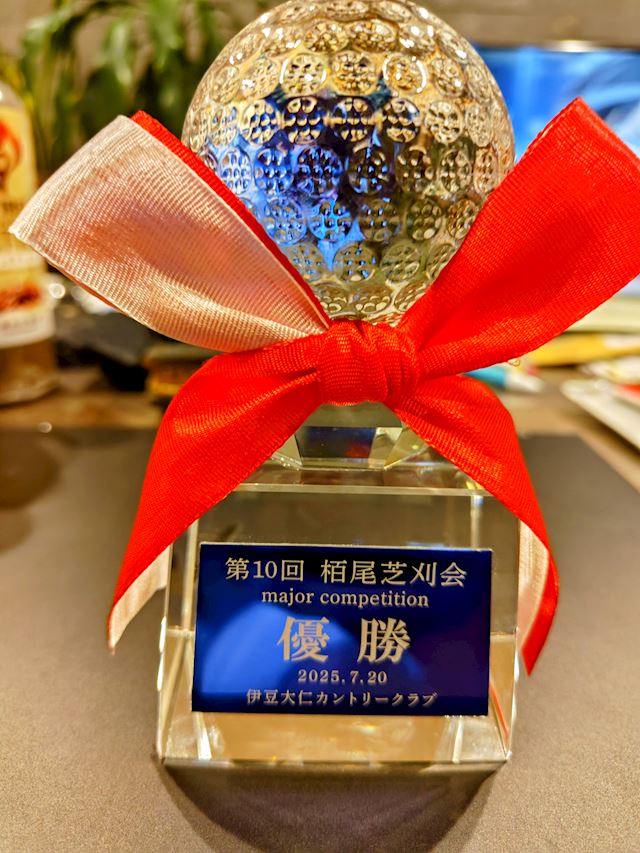 第10回 栢尾芝刈会
major competition
優勝
2025.7.20
伊豆大仁カントリークラブ